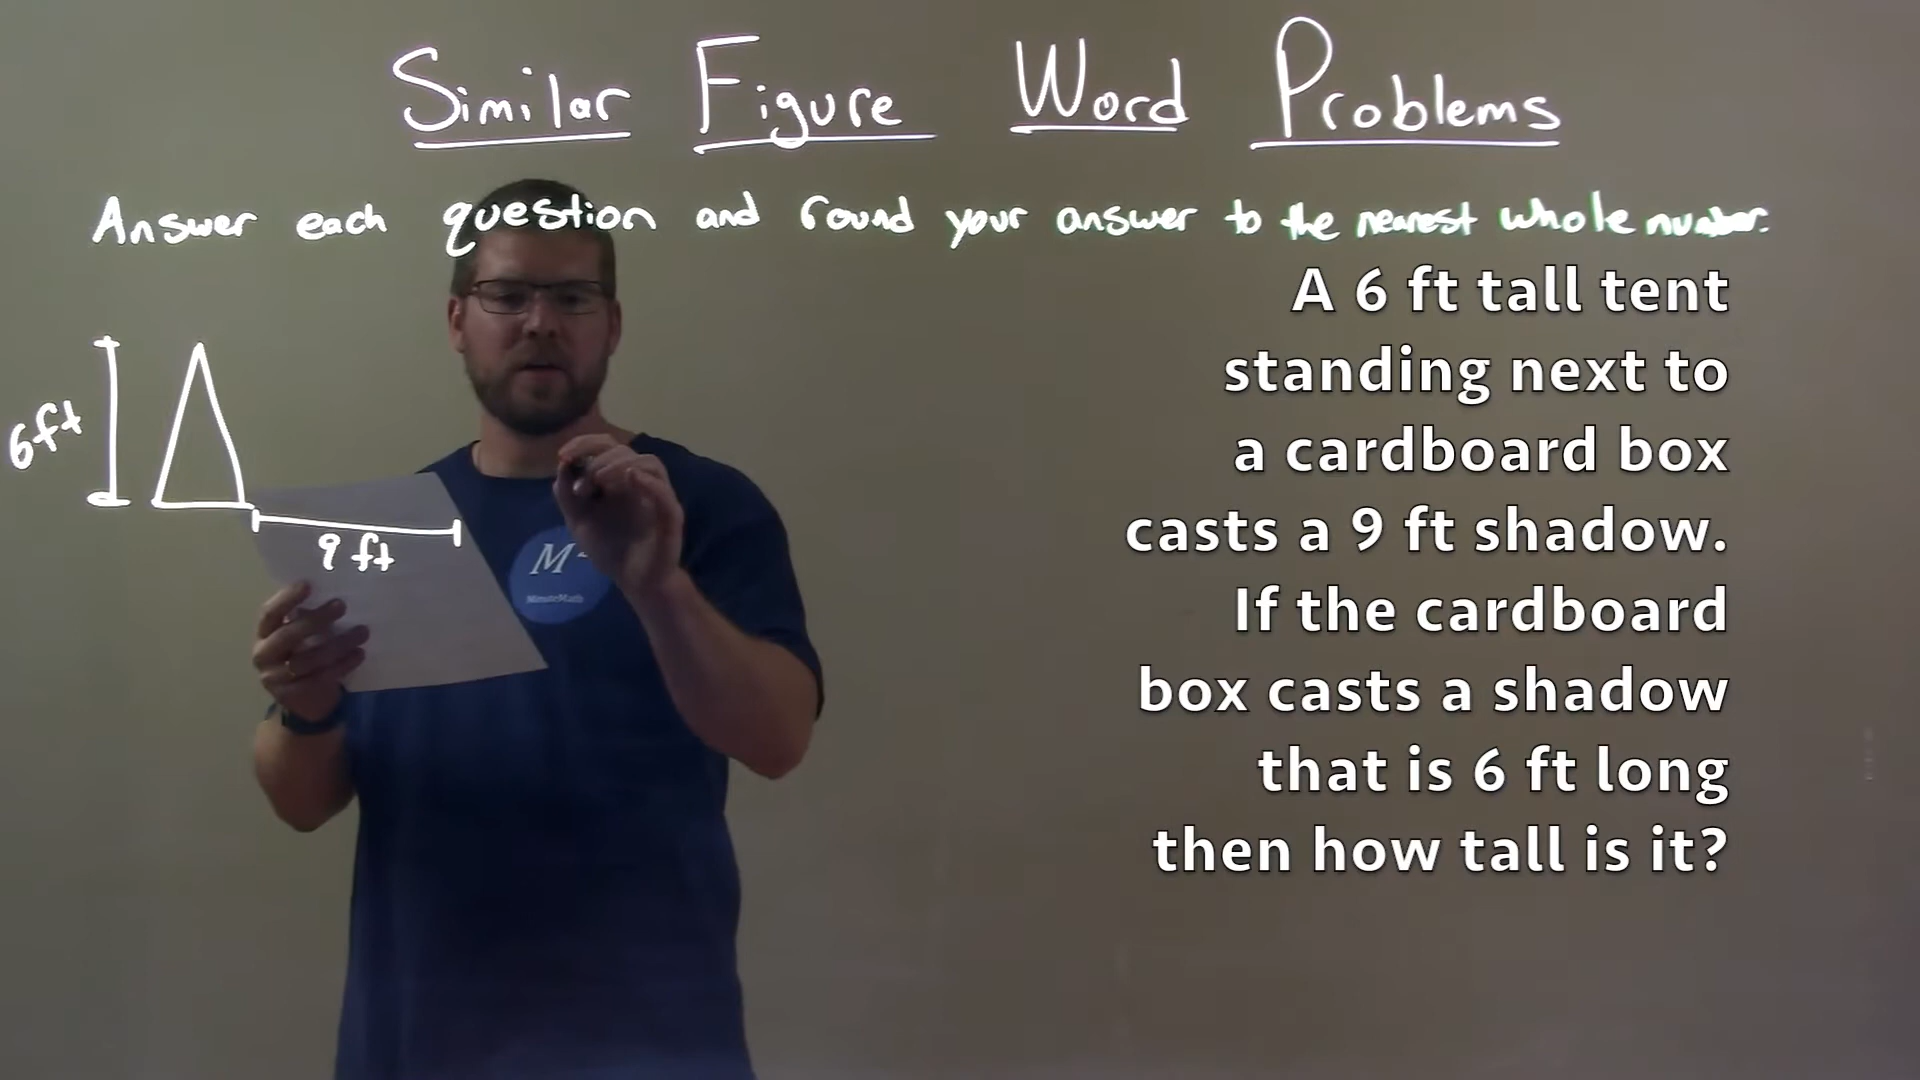 Similar Figure Word Problems
Answer each question and round your answer to the nearest whole number.
A 6 ft tall tent
standing next to
a cardboard box
casts a 9 ft shadow.
If the cardboard
box casts a shadow
that is 6 ft long
then how tall is it?
6ft
9 ft
M
MinuteMath